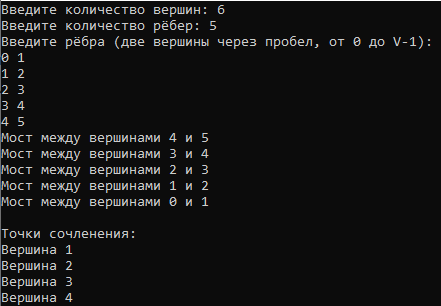 Введите количество вершин: 6
Введите количество рёбер: 5
Введите рёбра (две вершины через пробел, от 0 до V-1):
0 1
1 2
2 3
3 4
4 5
Мост между вершинами 4 и 5
Мост между вершинами 3 и 4
Мост между вершинами 2 и 3
Мост между вершинами 1 и 2
Мост между вершинами 0 и 1
Точки сочленения:
Вершина 1
Вершина 2
Вершина 3
Вершина 4